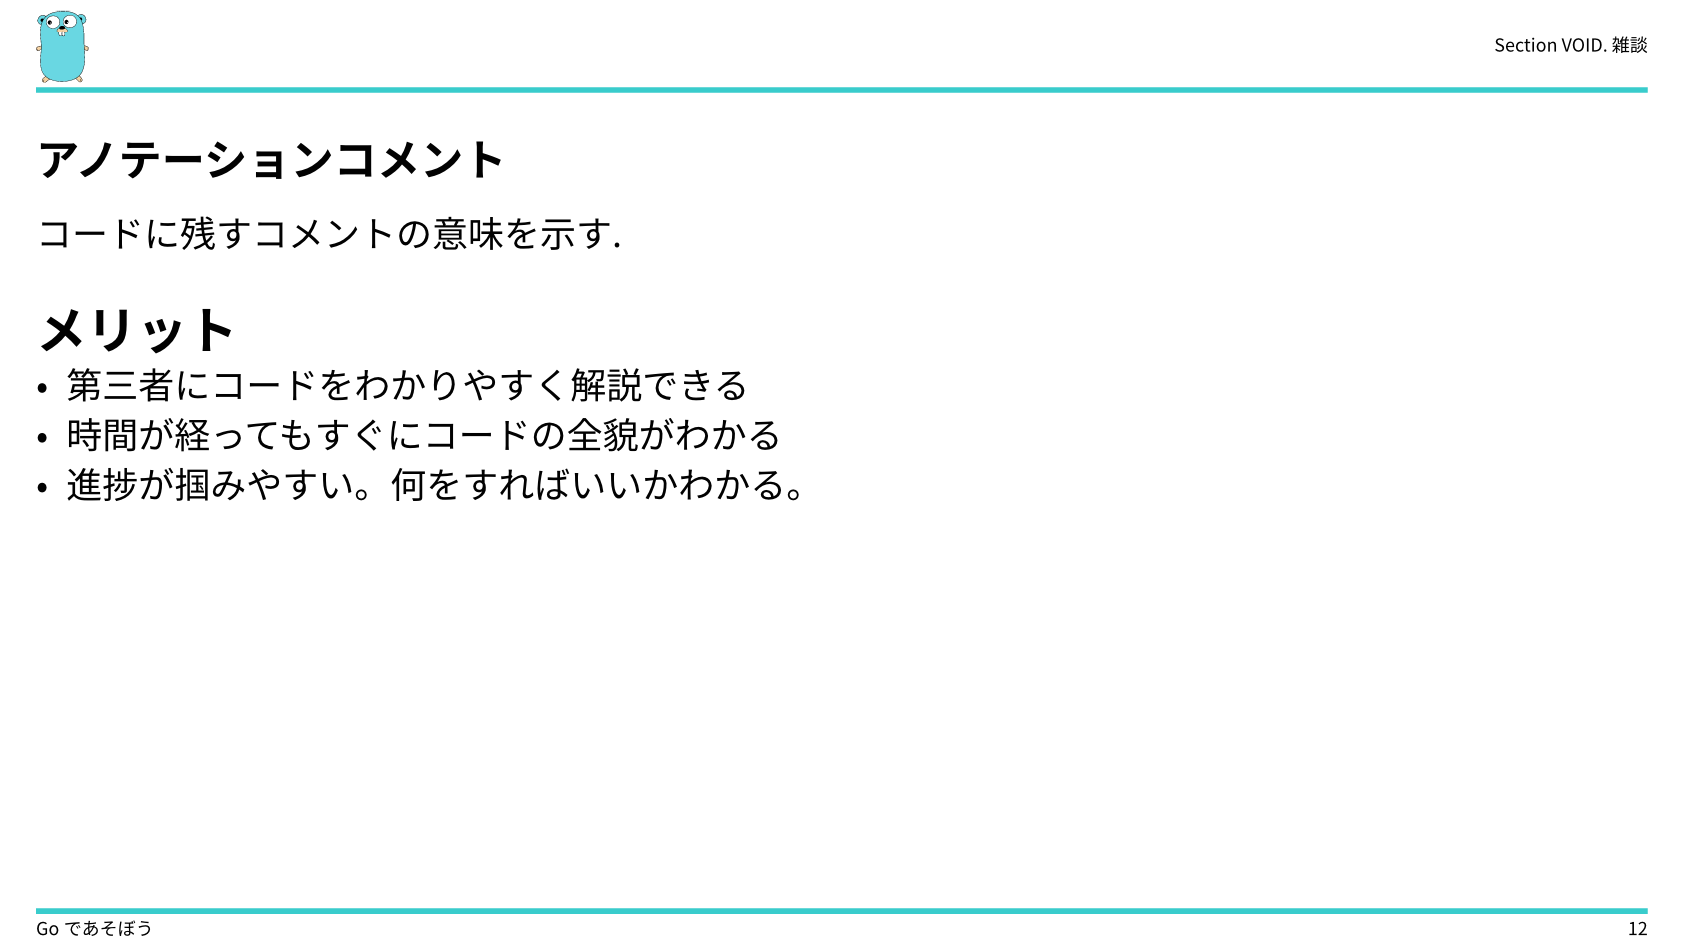 Section VOID. 雑談
アノテーションコメント
コードに残すコメントの意味を示す.
メリット
• 第三者にコードをわかりやすく解説できる
• 時間が経ってもすぐにコードの全貌がわかる
• 進捗が掴みやすい。何をすればいいかわかる。
Go であそぼう
12